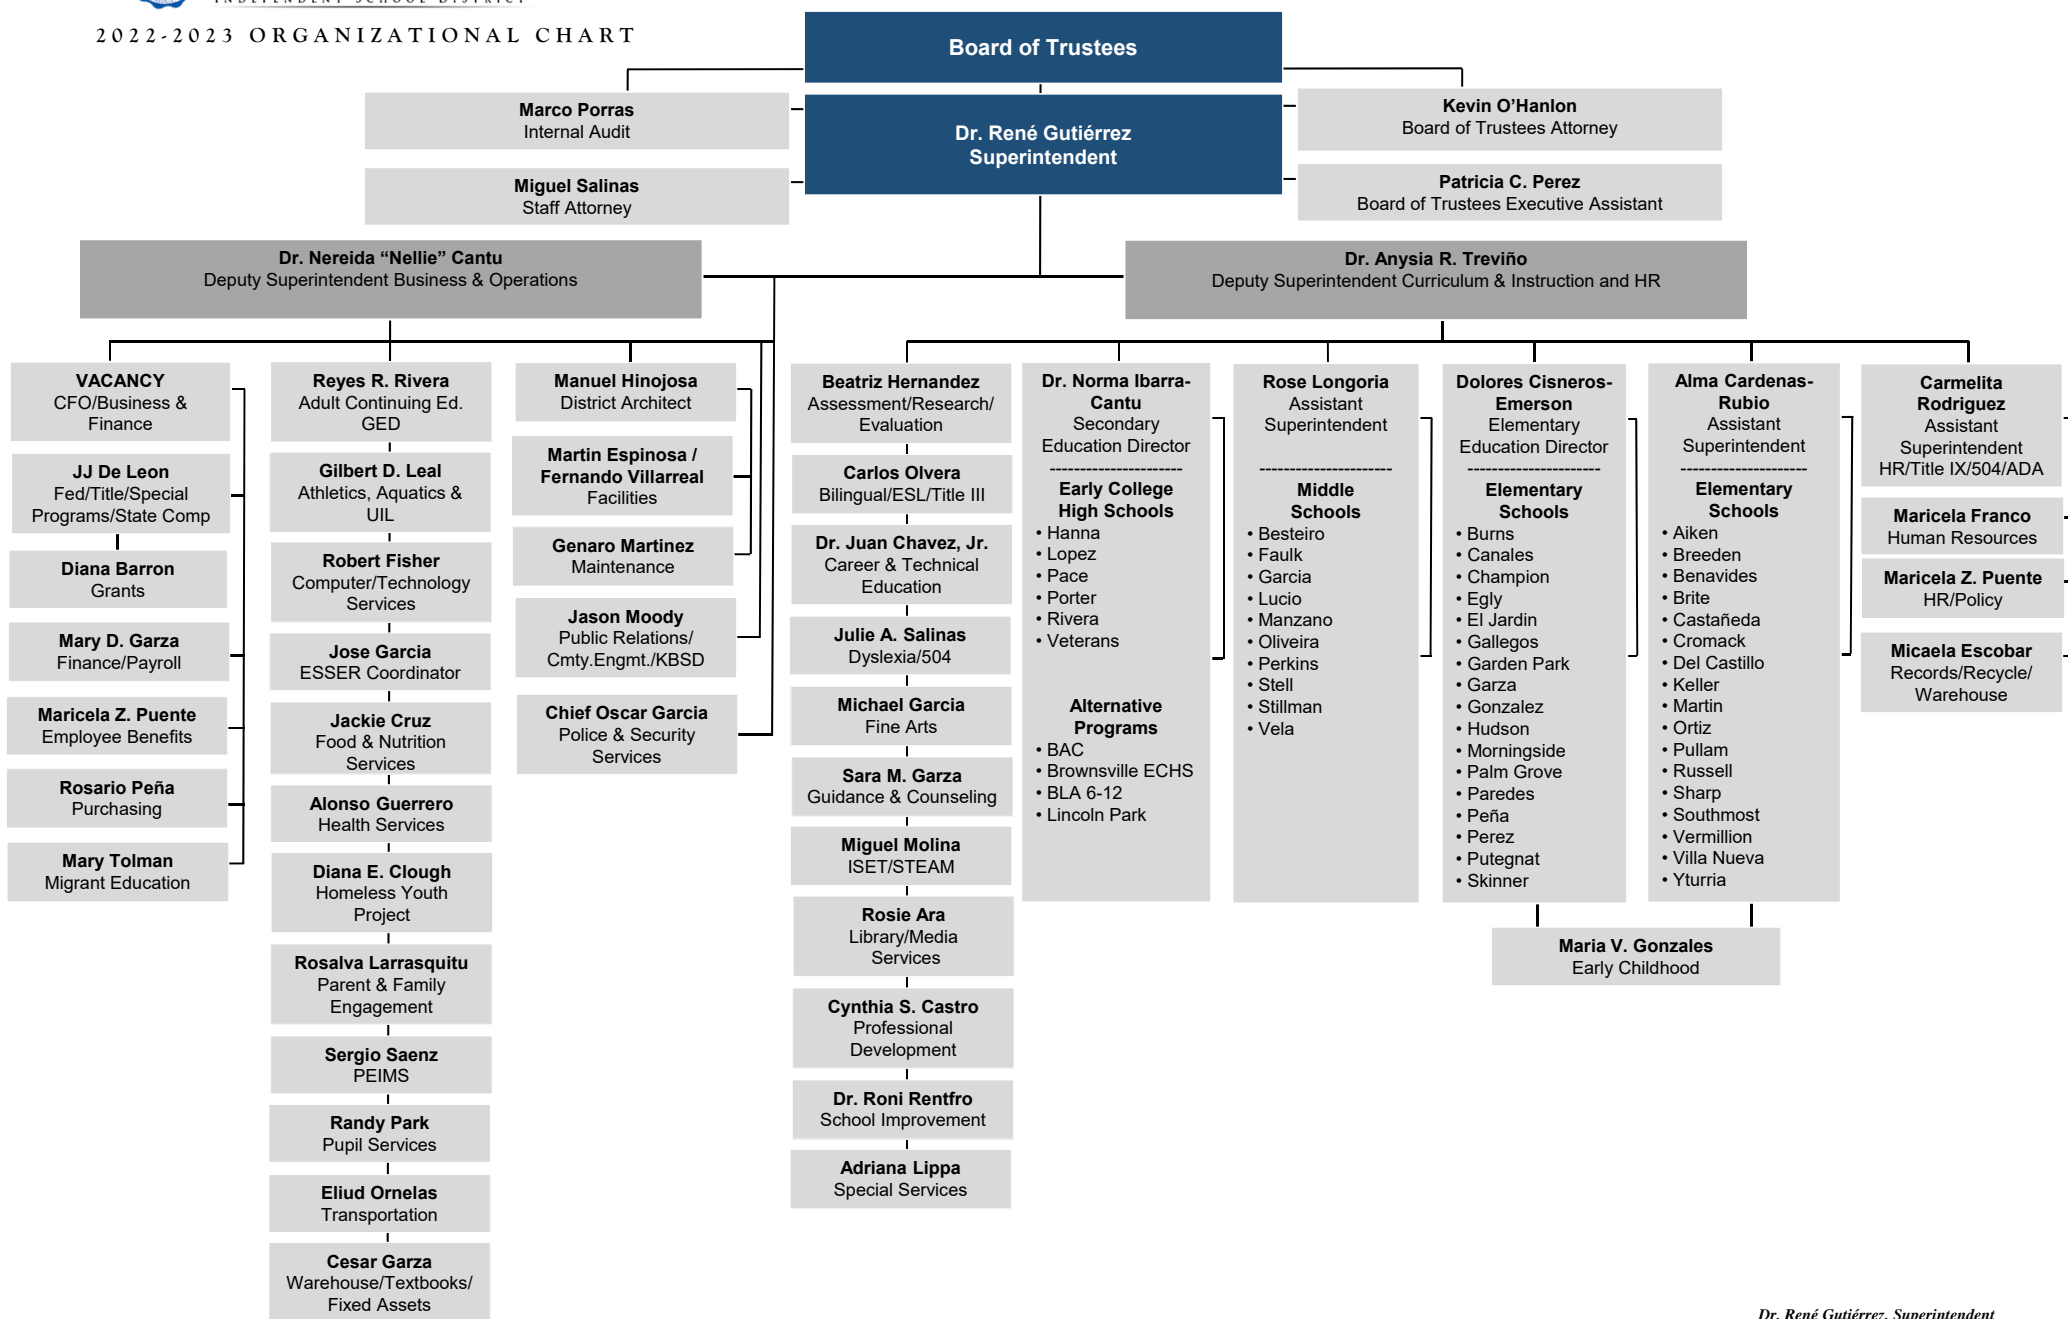 INDEPENDENT SCHOOL DISTRICT
2022-2023 ORGANIZATIONAL CHART
Board of Trustees
Marco Porras
Internal Audit
Dr. René Gutiérrez
Superintendent
Kevin O’Hanlon
Board of Trustees Attorney
Miguel Salinas
Staff Attorney
Patricia C. Perez
Board of Trustees Executive Assistant
Dr. Nereida “Nellie” Cantu
Deputy Superintendent Business & Operations
Dr. Anysia R. Treviño
Deputy Superintendent Curriculum & Instruction and HR
VACANCY
CFO/Business &
Finance
JJ De Leon
Fed/Title/Special
Programs/State Comp
Diana Barron
Grants
Mary D. Garza
Finance/Payroll
Maricela Z. Puente
Employee Benefits
Rosario Peña
Purchasing
Mary Tolman
Migrant Education
Reyes R. Rivera
Adult Continuing Ed.
GED
Gilbert D. Leal
Athletics, Aquatics &
UIL
Robert Fisher
Computer/Technology
Services
Jose Garcia
ESSER Coordinator
Jackie Cruz
Food & Nutrition
Services
Alonso Guerrero
Health Services
Diana E. Clough
Homeless Youth
Project
Rosalva Larrasquitu
Parent & Family
Engagement
Sergio Saenz
PEIMS
Randy Park
Pupil Services
Eliud Ornelas
Transportation
Cesar Garza
Warehouse/Textbooks/
Fixed Assets
Manuel Hinojosa
District Architect
Martin Espinosa /
Fernando Villarreal
Facilities
Genaro Martinez
Maintenance
Jason Moody
Public Relations/
Cmty.Engmt./KBSD
Chief Oscar Garcia
Police & Security
Services
Beatriz Hernandez
Assessment/Research/
Evaluation
Carlos Olvera
Bilingual/ESL/Title III
Dr. Juan Chavez, Jr.
Career & Technical
Education
Julie A. Salinas
Dyslexia/504
Michael Garcia
Fine Arts
Sara M. Garza
Guidance & Counseling
Miguel Molina
ISET/STEAM
Rosie Ara
Library/Media
Services
Cynthia S. Castro
Professional
Development
Dr. Roni Rentfro
School Improvement
Adriana Lippa
Special Services
Dr. Norma Ibarra-
Cantu
Secondary
Education Director
----------------------
Early College
High Schools
• Hanna
• Lopez
• Pace
• Porter
• Rivera
• Veterans
Alternative
Programs
• BAC
• Brownsville ECHS
• BLA 6-12
• Lincoln Park
Rose Longoria
Assistant
Superintendent
----------------------
Middle
Schools
• Besteiro
• Faulk
• Garcia
• Lucio
• Manzano
• Oliveira
• Perkins
• Stell
• Stillman
• Vela
Dolores Cisneros-
Emerson
Elementary
Education Director
----------------------
Elementary
Schools
• Burns
• Canales
• Champion
• Egly
• El Jardin
• Gallegos
• Garden Park
• Garza
• Gonzalez
• Hudson
• Morningside
• Palm Grove
• Paredes
• Peña
• Perez
• Putegnat
• Skinner
Alma Cardenas-
Rubio
Assistant
Superintendent
---------------------
Elementary
Schools
• Aiken
• Breeden
• Benavides
• Brite
• Castañeda
• Cromack
• Del Castillo
• Keller
• Martin
• Ortiz
• Pullam
• Russell
• Sharp
• Southmost
• Vermillion
• Villa Nueva
• Yturria
Maria V. Gonzales
Early Childhood
Carmelita
Rodriguez
Assistant
Superintendent
HR/Title IX/504/ADA
Maricela Franco
Human Resources
Maricela Z. Puente
HR/Policy
Micaela Escobar
Records/Recycle/
Warehouse
Dr. René Gutiérrez, Superintendent